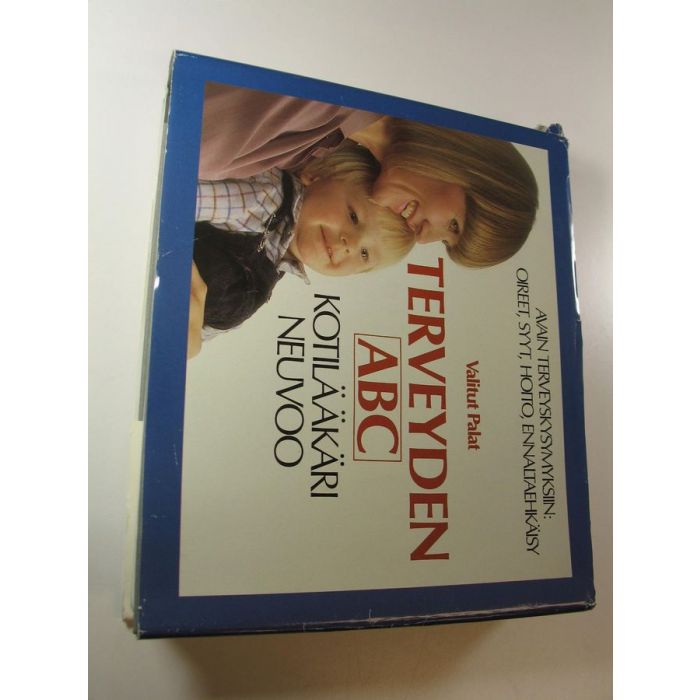 AVAIN TERVEYSKYSYMYKSIIN:
OIREET, SYYT, HOITO, ENNALTAEHKÄISY
Valitut Palat
TERVEYDEN
ABC
KOTILÄÄKÄRI
NEUVOO